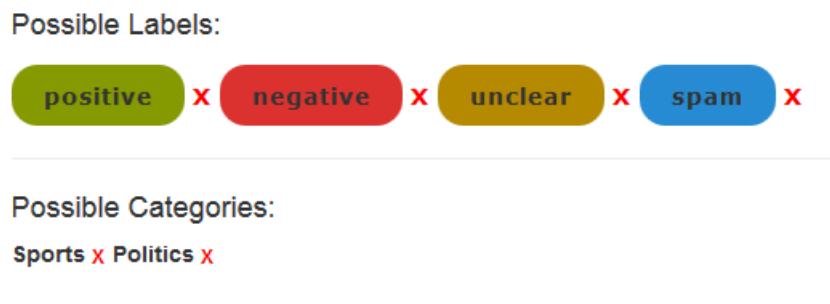 Possible Labels:
positive x negative x unclear x spam x
Possible Categories:
Sports x Politics x